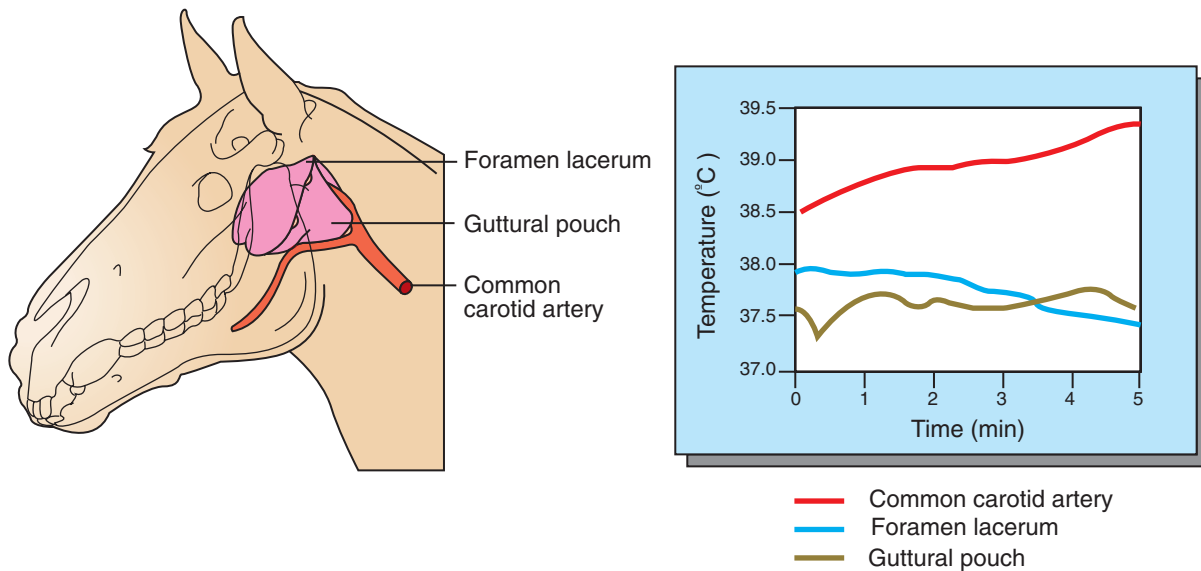 Foramen lacerum
Guttural pouch
Common
carotid artery
Temperature (°C )
39.5
39.0
38.5
38.0
37.5
37.0
0 1 2 3 4 5
Time (min)
Common carotid artery
Foramen lacerum
Guttural pouch